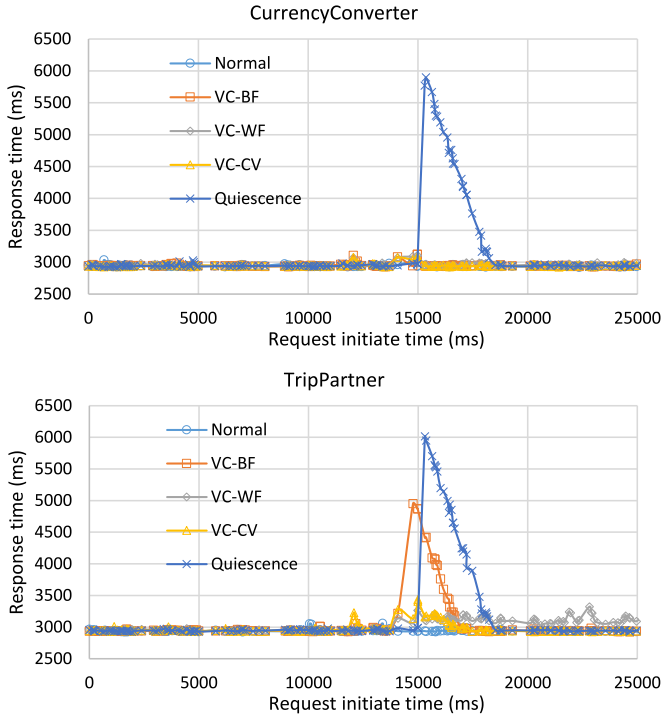 CurrencyConverter
6500
6000
5500
5000
4500
4000
3500
3000
2500
Response time (ms)
Normal
VC-BF
VC-WF
VC-CV
Quiescence
0 5000 10000 15000 20000 25000
Request initiate time (ms)
TripPartner
6500
6000
5500
5000
4500
4000
3500
3000
2500
Response time (ms)
Normal
VC-BF
VC-WF
VC-CV
Quiescence
0 5000 10000 15000 20000 25000
Request initiate time (ms)